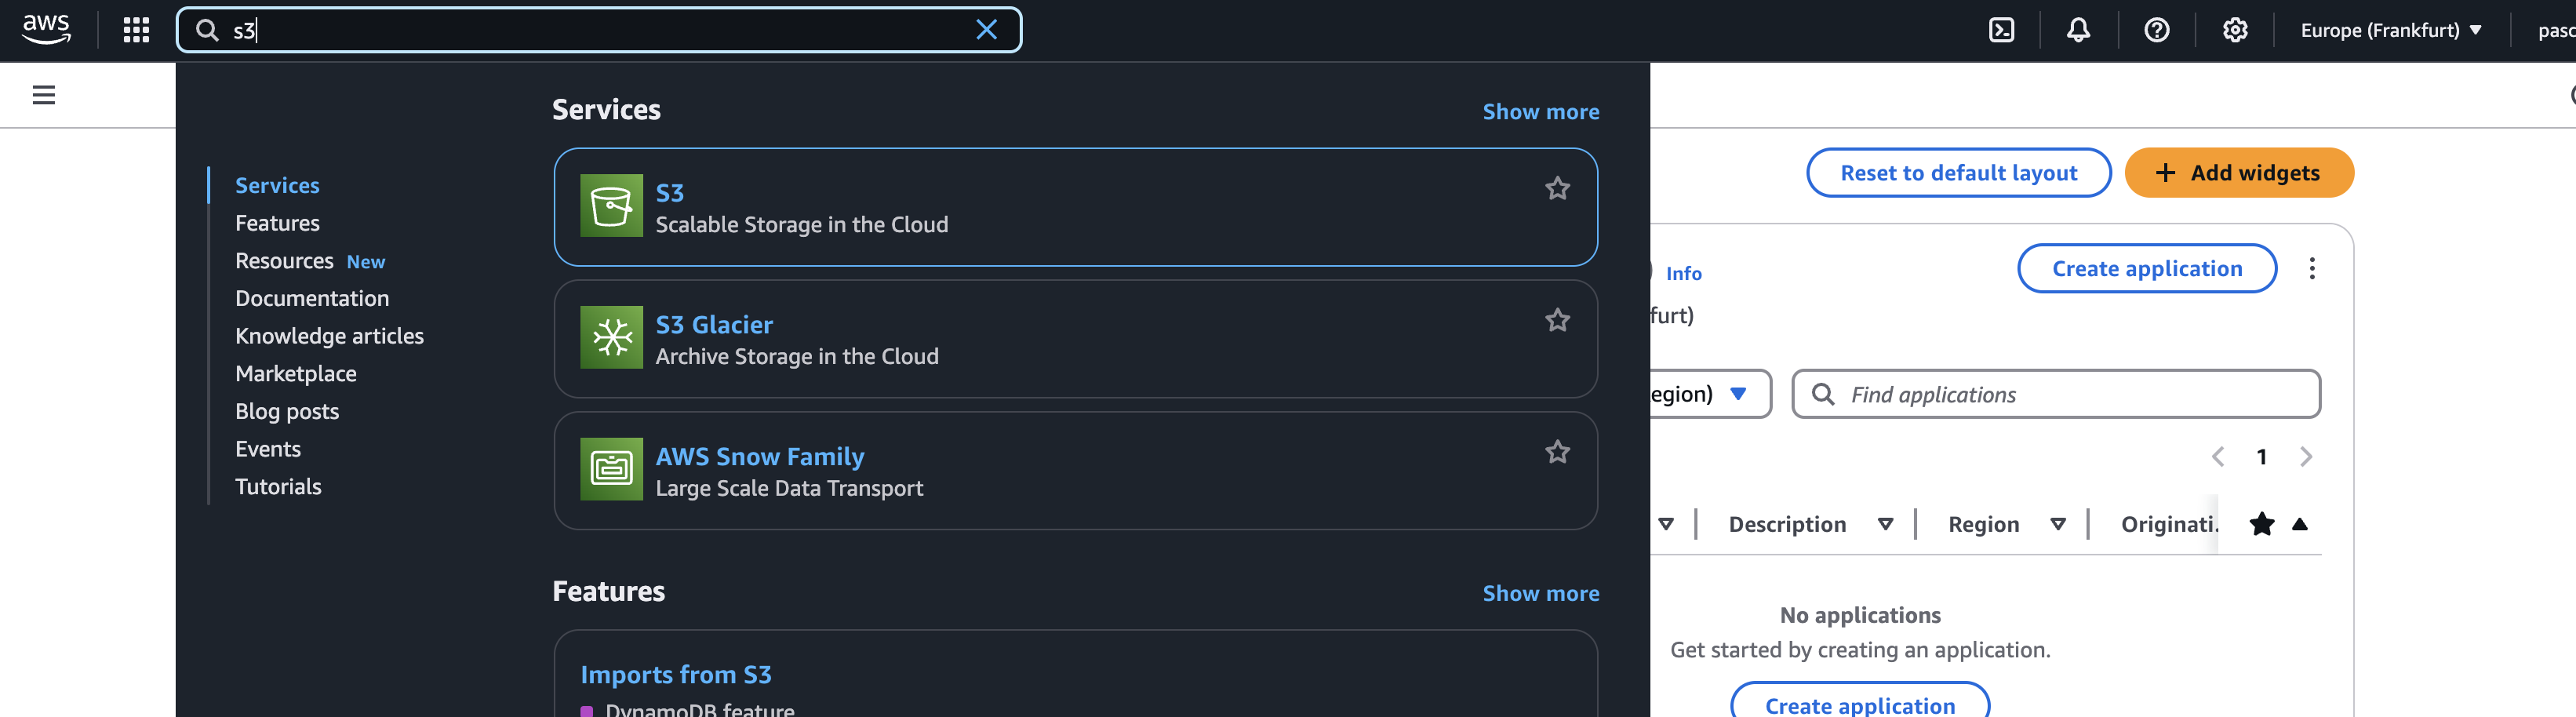 aws
s3
Europe (Frankfurt)
Services
Show more
Services
Features
Resources New
Documentation
Knowledge articles
Marketplace
Blog posts
Events
Tutorials
S3
Scalable Storage in the Cloud
S3 Glacier
Archive Storage in the Cloud
AWS Snow Family
Large Scale Data Transport
Features
Show more
Imports from S3
DynamoDB feature
Reset to default layout
+ Add widgets
Info
Create application
furt)
egion)
Find applications
1
Description
Region
Originati.
No applications
Get started by creating an application.
Create application